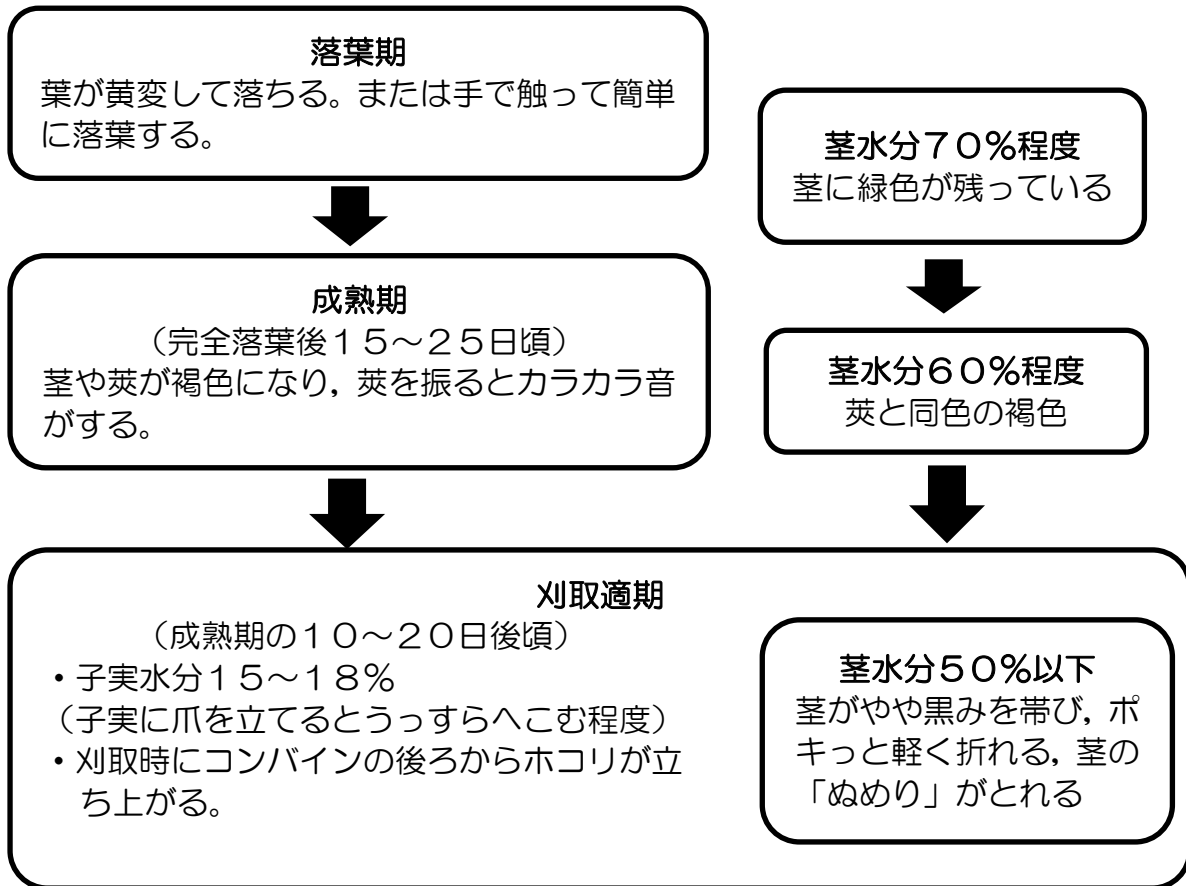 落葉期
葉が黄変して落ちる。または手で触って簡単
に落葉する。
茎水分７０％程度
茎に緑色が残っている
成熟期
（完全落葉後１５～２５日頃）
茎や莢が褐色になり，莢を振るとカラカラ音
がする。
茎水分６０％程度
莢と同色の褐色
刈取適期
（成熟期の１０～２０日後頃）
・子実水分１５～１８％
（子実に爪を立てるとうっすらへこむ程度）
・刈取時にコンバインの後ろからホコリが立
ち上がる。
茎水分５０％以下
茎がやや黒みを帯び，ポ
キっと軽く折れる，茎の
「ぬめり」がとれる